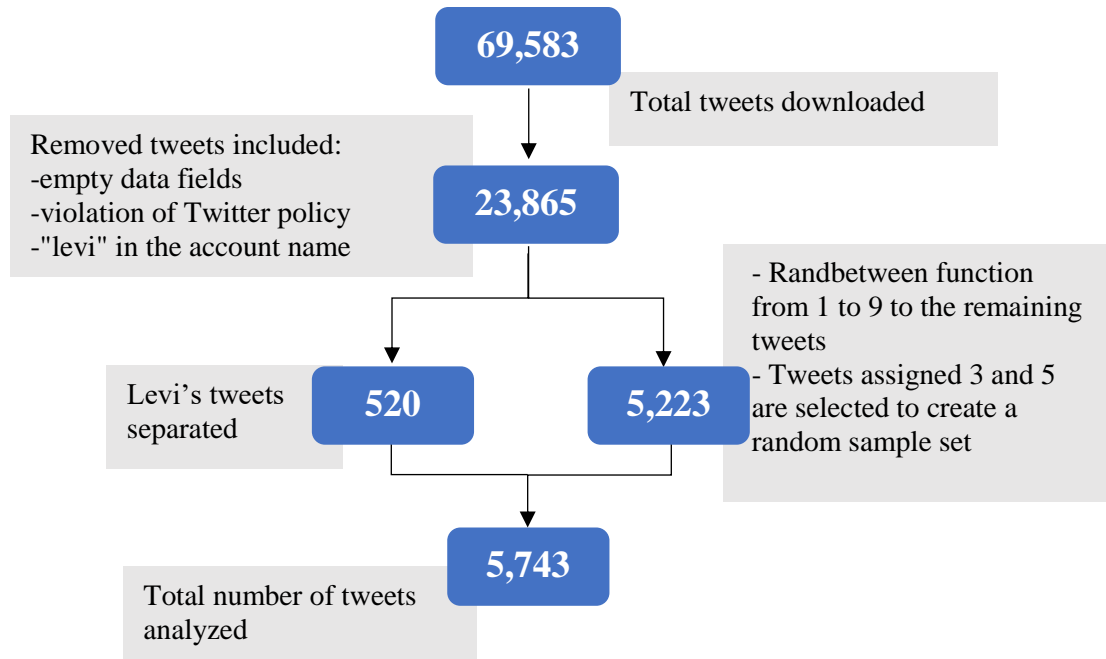 69,583
Total tweets downloaded
Removed tweets included:
-empty data fields
-violation of Twitter policy
-"levi" in the account name
23,865
- Randbetween function
from 1 to 9 to the remaining
tweets
- Tweets assigned 3 and 5
are selected to create a
random sample set
Levi’s tweets
separated
520
5,223
5,743
Total number of tweets
analyzed